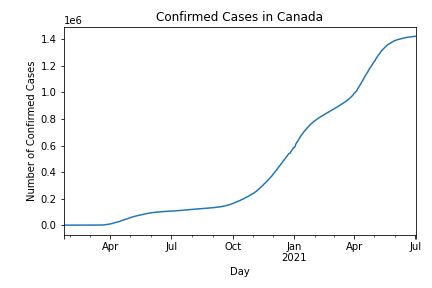 Confirmed Cases in Canada
1e6
1.4
1.2
1.0
0.8
0.6
0.4
0.2
0.0
Number of Confirmed Cases
Apr Jul Oct Jan Apr Jul
2021
Day